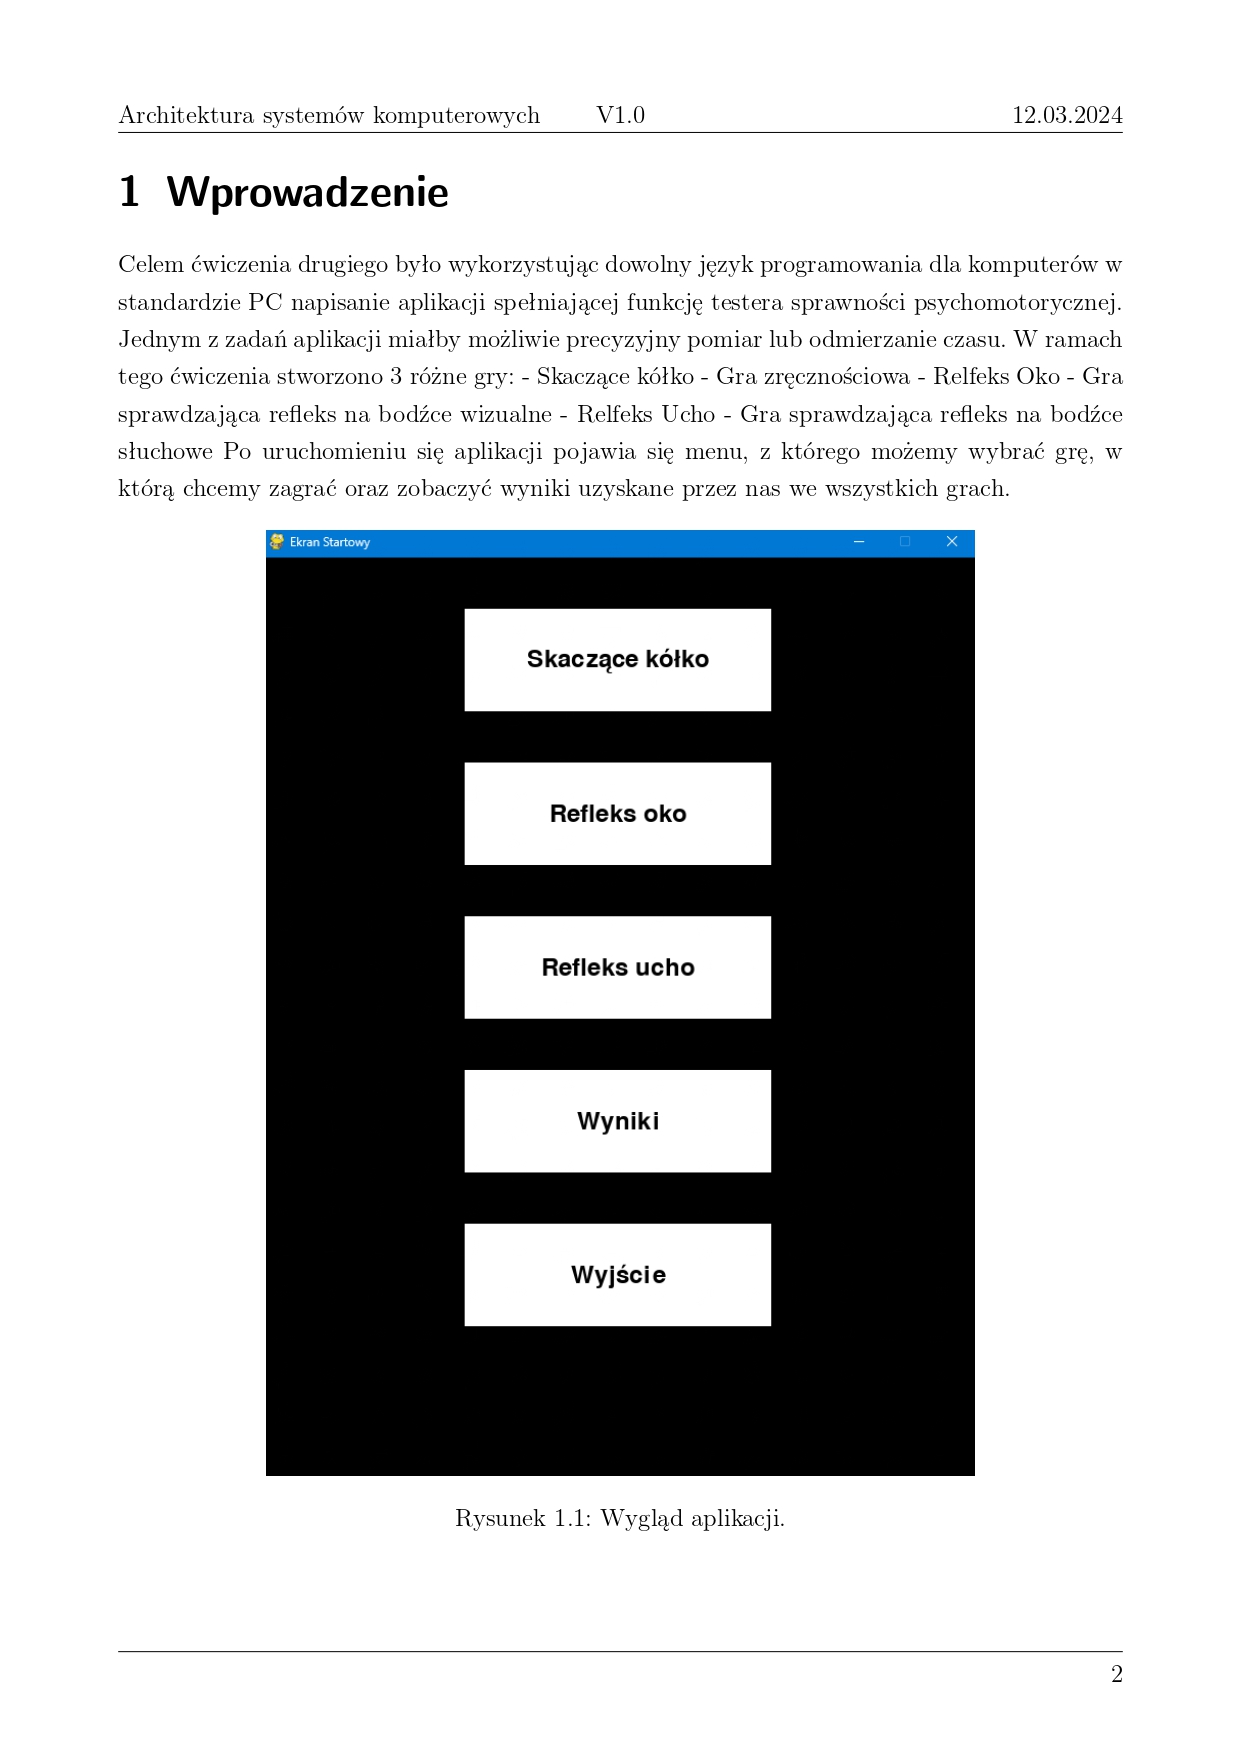 Architektura systemów komputerowych V1.0 12.03.2024
1 Wprowadzenie
Celem ćwiczenia drugiego było wykorzystując dowolny język programowania dla komputerów w
standardzie PC napisanie aplikacji spełniającej funkcję testera sprawności psychomotorycznej.
Jednym z zadań aplikacji miałby możliwie precyzyjny pomiar lub odmierzanie czasu. W ramach
tego ćwiczenia stworzono 3 różne gry: - Skaczące kółko - Gra zręcznościowa - Relfeks Oko - Gra
sprawdzająca refleks na bodźce wizualne - Relfeks Ucho - Gra sprawdzająca refleks na bodźce
słuchowe Po uruchomieniu się aplikacji pojawia się menu, z którego możemy wybrać grę, w
którą chcemy zagrać oraz zobaczyć wyniki uzyskane przez nas we wszystkich grach.
Ekran Startowy
Skaczące kółko
Refleks oko
Refleks ucho
Wyniki
Wyjście
Rysunek 1.1: Wygląd aplikacji.
2